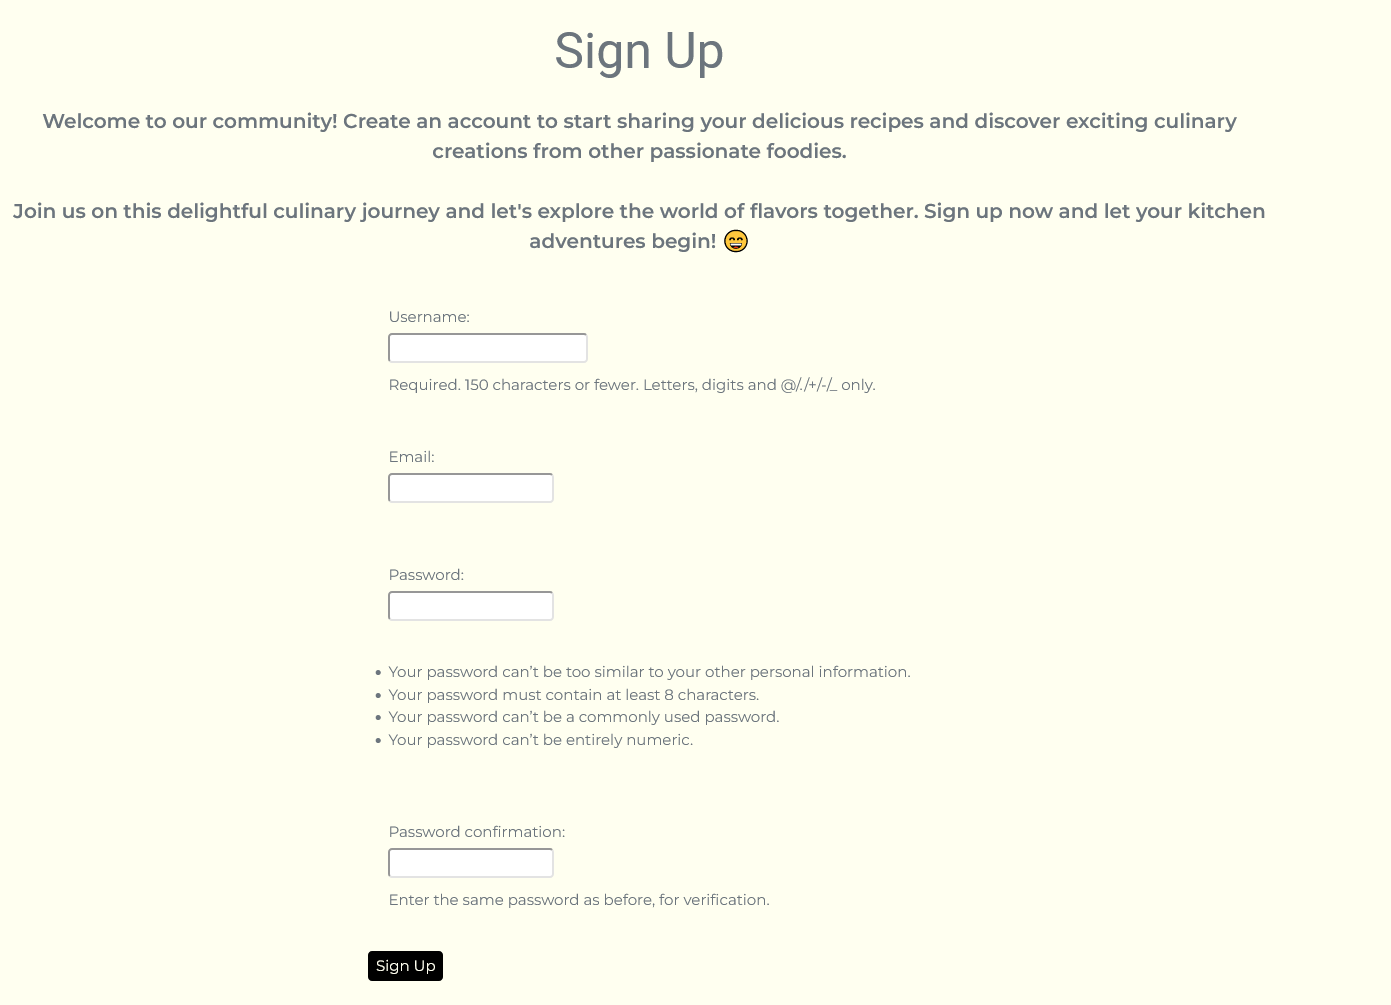 Sign Up
Welcome to our community! Create an account to start sharing your delicious recipes and discover exciting culinary
creations from other passionate foodies.
Join us on this delightful culinary journey and let's explore the world of flavors together. Sign up now and let your kitchen
adventures begin! 😄
Username:
Required. 150 characters or fewer. Letters, digits and @/./+/-/_ only.
Email:
Password:
• Your password can’t be too similar to your other personal information.
• Your password must contain at least 8 characters.
• Your password can’t be a commonly used password.
• Your password can’t be entirely numeric.
Password confirmation:
Enter the same password as before, for verification.
Sign Up